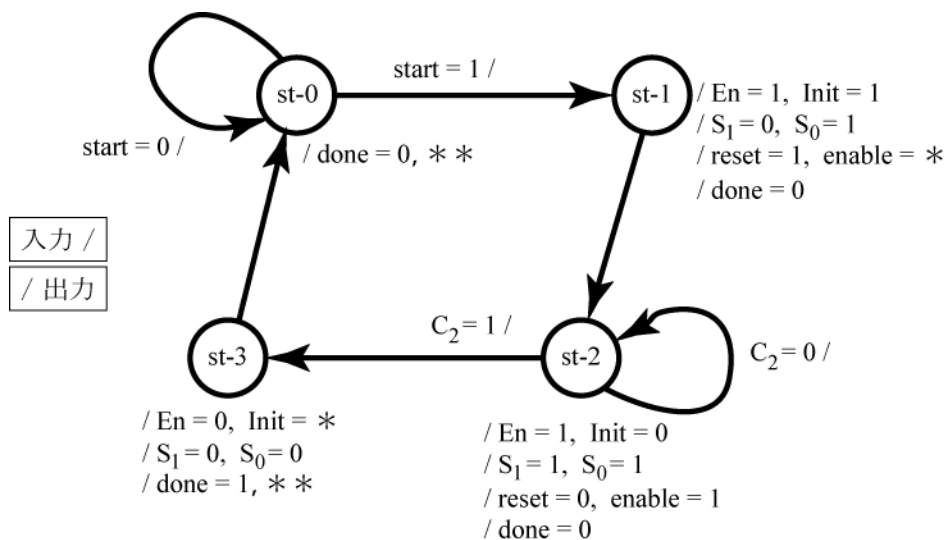 st-0
start = 1 /
st-1
/ En = 1, Init = 1
/ S1 = 0, S0 = 1
/ reset = 1, enable = *
/ done = 0
start = 0 /
/ done = 0, * *
入力 /
/ 出力
st-3
C2 = 1 /
st-2
C2 = 0 /
/ En = 0, Init = *
/ S1 = 0, S0 = 0
/ done = 1, * *
/ En = 1, Init = 0
/ S1 = 1, S0 = 1
/ reset = 0, enable = 1
/ done = 0